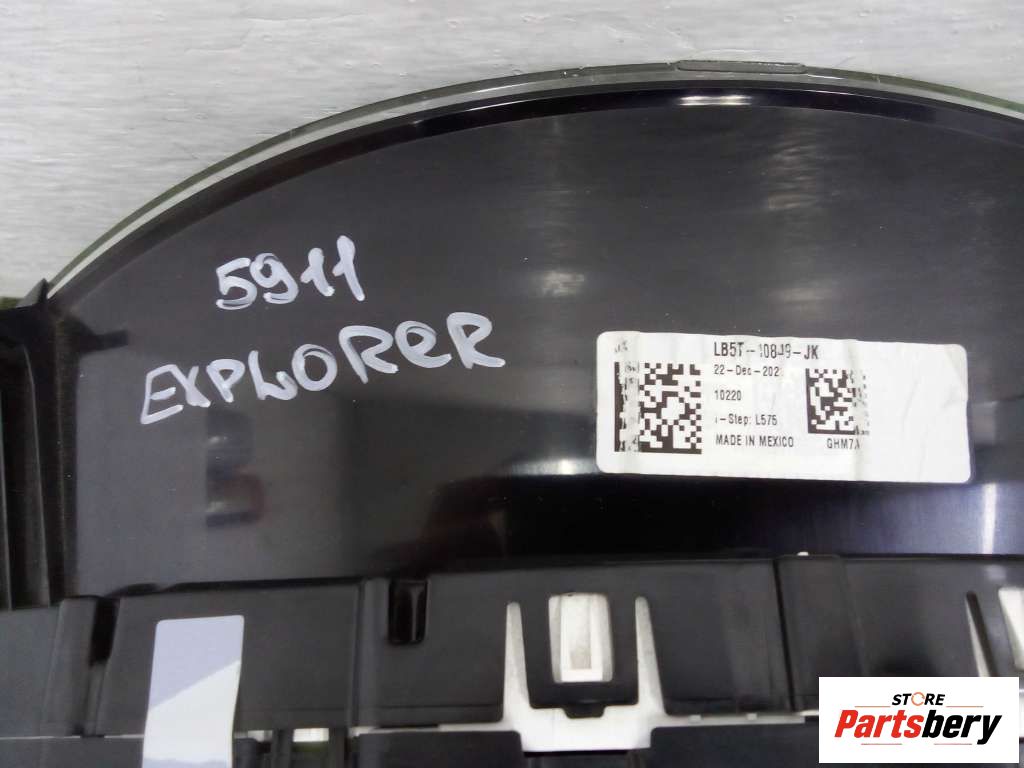 5911
EXPLORER
LB5T-10849-JK
22-Dec-202
10220
i-Step: L575
MADE IN MEXICO
GHM7A
STORE
Partsbery